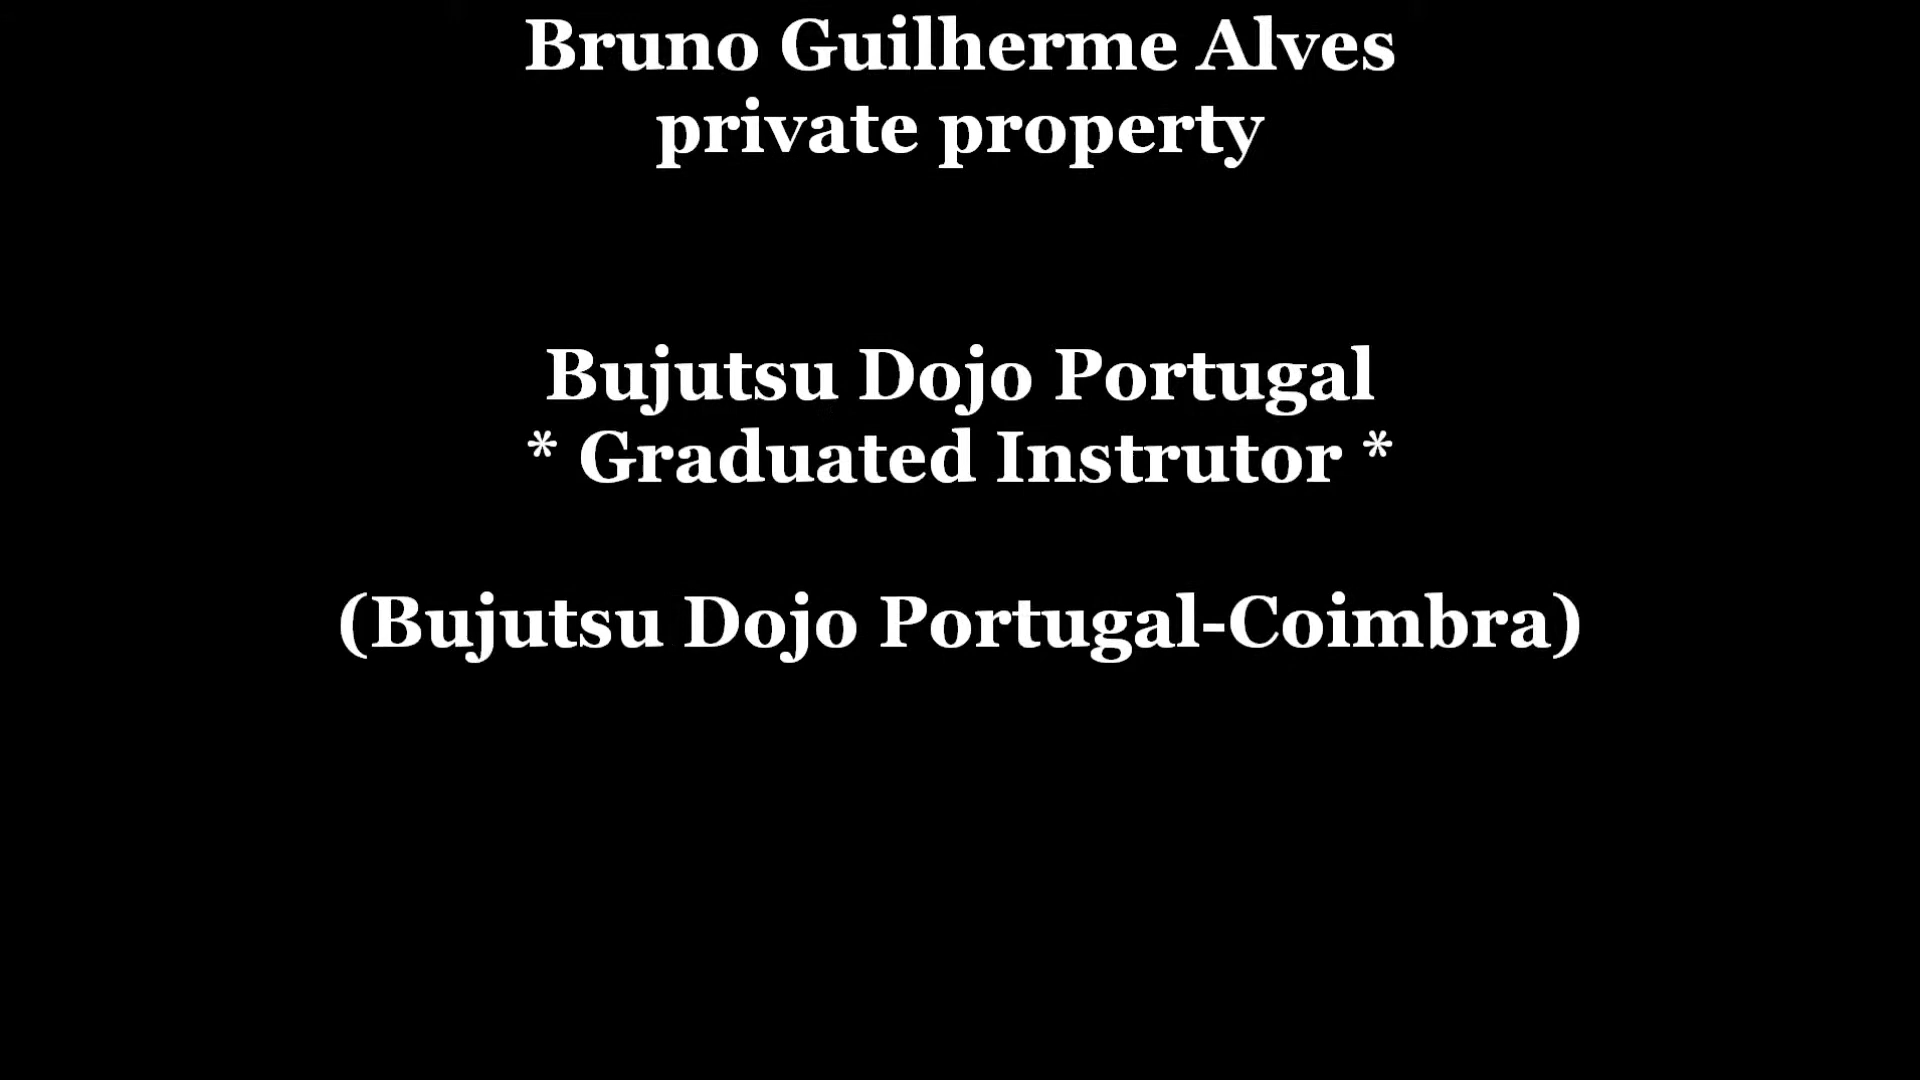 Bruno Guilherme Alves
private property
Bujutsu Dojo Portugal
* Graduated Instrutor *
(Bujutsu Dojo Portugal-Coimbra)